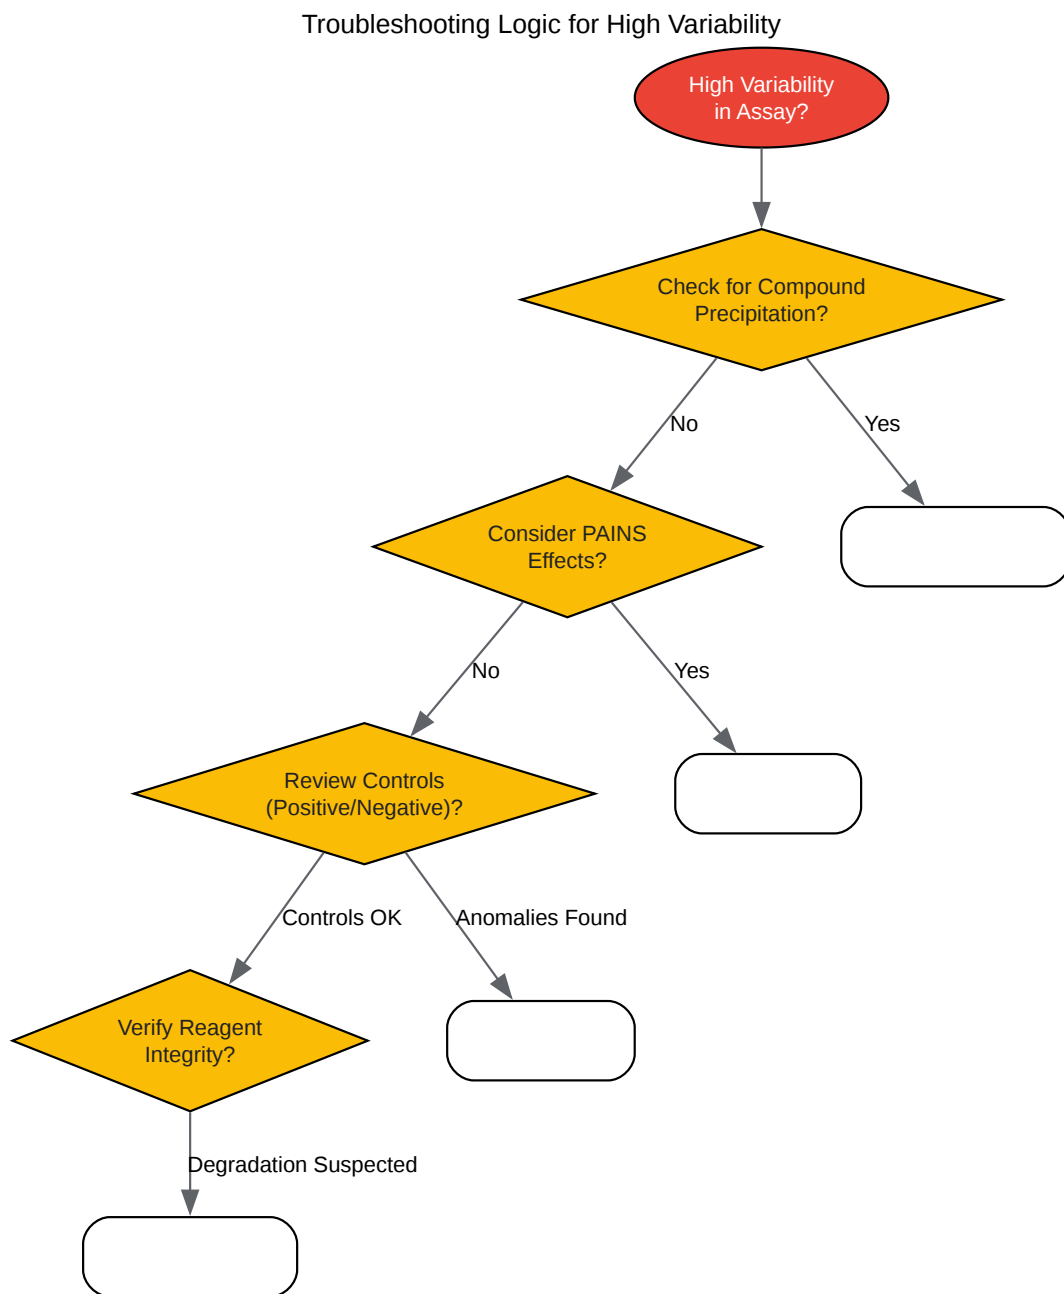 Troubleshooting Logic for High Variability
High Variability
in Assay?
Check for Compound
Precipitation?
No
Yes
Consider PAINS
Effects?
No
Yes
Review Controls
(Positive/Negative)?
Controls OK
Anomalies Found
Verify Reagent
Integrity?
Degradation Suspected